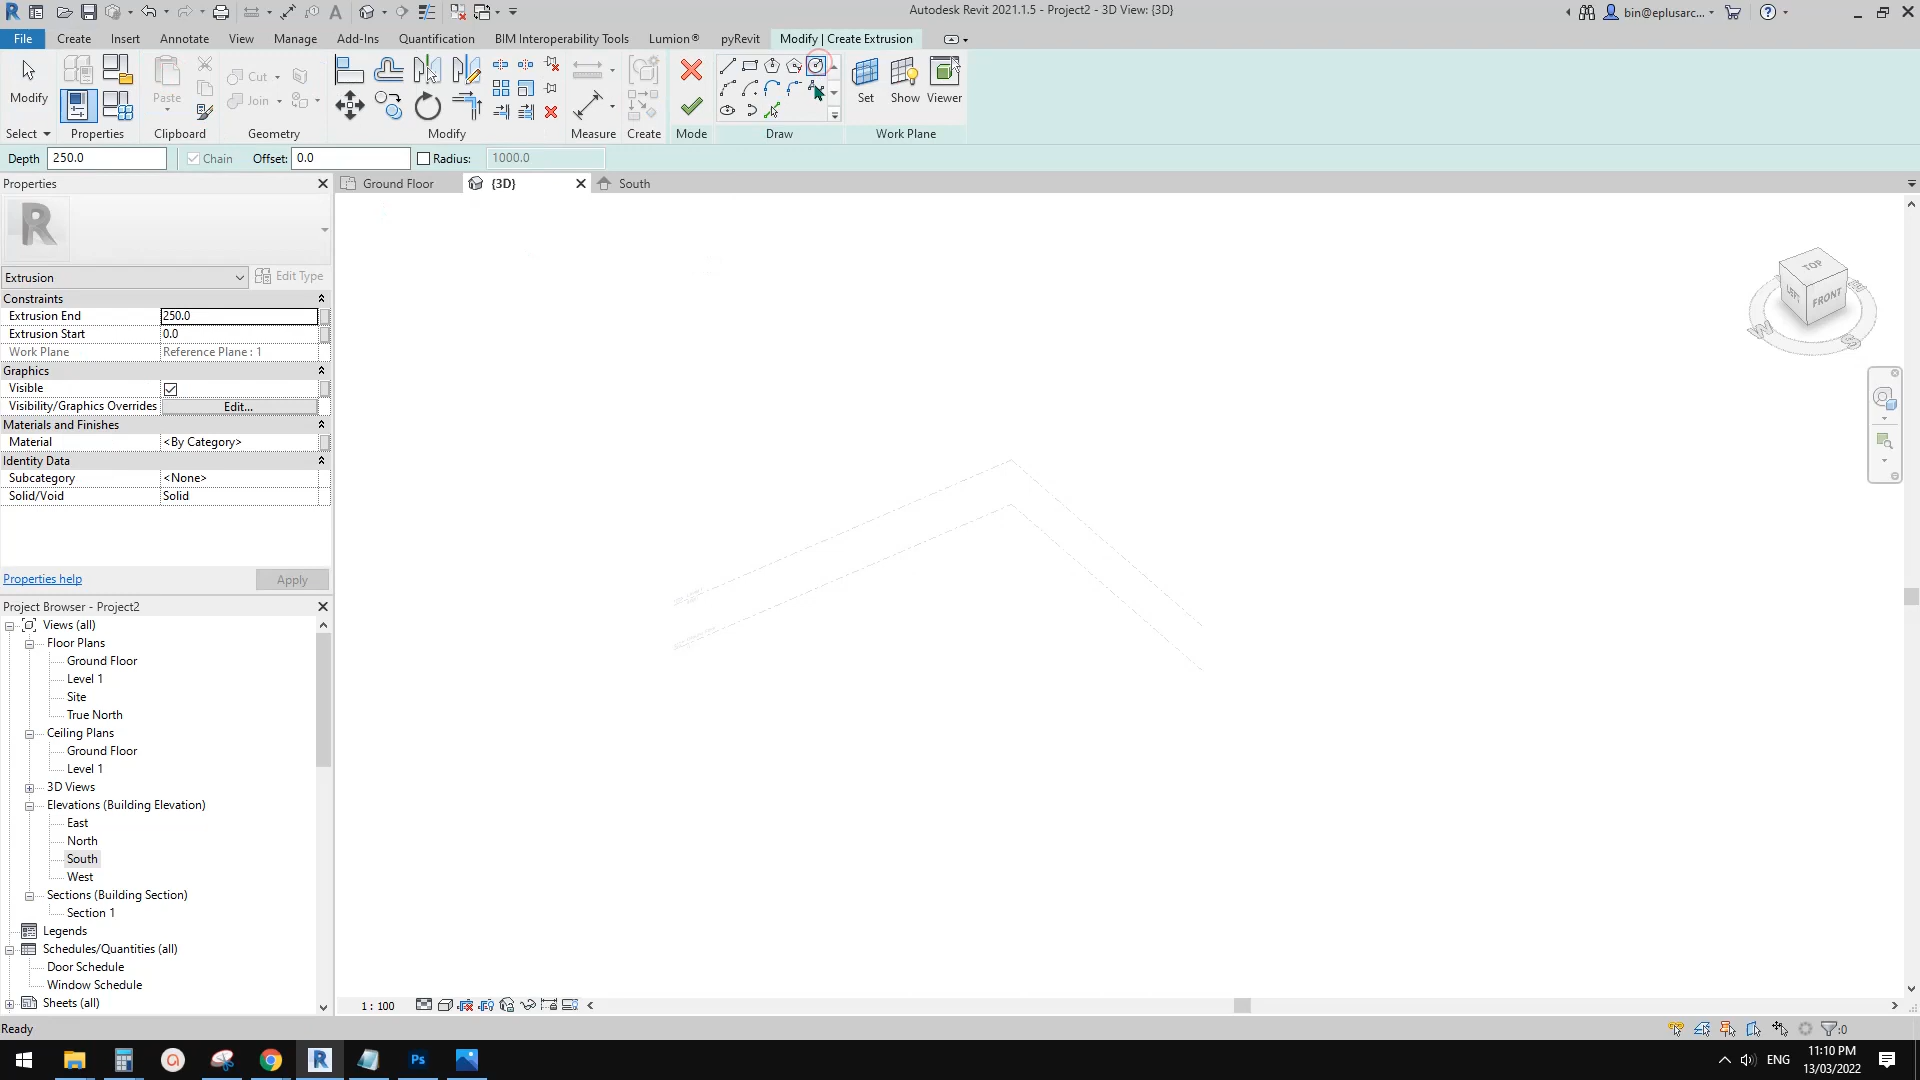 Autodesk Revit 2021.1.5 - Project2 - 3D View: {3D}
bin@eplusarc...
File
Create
Insert
Annotate
View
Manage
Add-Ins
Quantification
BIM Interoperability Tools
Lumion®
pyRevit
Modify | Create Extrusion
Modify
Paste
Cut
Join
Set
Show
Viewer
Select
Properties
Clipboard
Geometry
Modify
Measure
Create
Mode
Draw
Work Plane
Depth
250.0
Chain
Offset:
0.0
Radius:
1000.0
Properties
Ground Floor
{3D}
South
Extrusion
Edit Type
Constraints
Extrusion End
250.0
Extrusion Start
0.0
Work Plane
Reference Plane : 1
Graphics
Visible
Visibility/Graphics Overrides
Edit...
Materials and Finishes
Material
<By Category>
Identity Data
Subcategory
<None>
Solid/Void
Solid
Properties help
Apply
TOP
LEFT
FRONT
W
S
Project Browser - Project2
Views (all)
Floor Plans
Ground Floor
Level 1
Site
True North
Ceiling Plans
Ground Floor
Level 1
3D Views
Elevations (Building Elevation)
East
North
South
West
Sections (Building Section)
Section 1
Legends
Schedules/Quantities (all)
Door Schedule
Window Schedule
Sheets (all)
1 : 100
Ready
:0
Ps
ENG
11:10 PM
13/03/2022